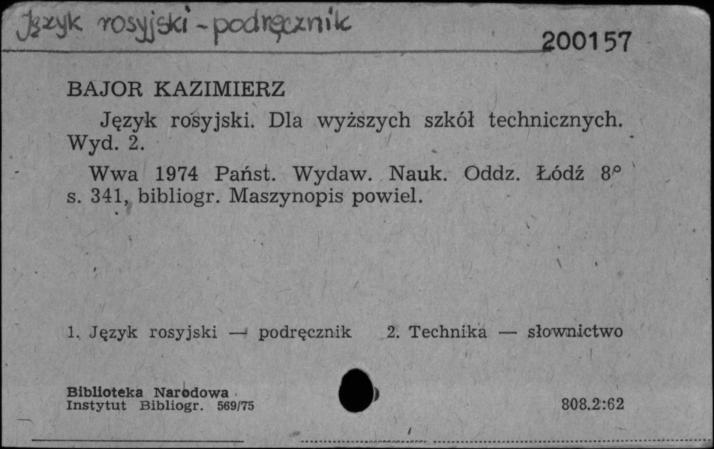 Język rosyjski - podręcznik
200157
BAJOR KAZIMIERZ
Język rosyjski. Dla wyższych szkół technicznych.
Wyd. 2.
Wwa 1974 Państ. Wydaw. Nauk. Oddz. Łódź 8°
s. 341, bibliogr. Maszynopis powiel.
1. Język rosyjski — podręcznik 2. Technika — słownictwo
Biblioteka Narodowa
Instytut Bibliogr. 569/75
808.2:62